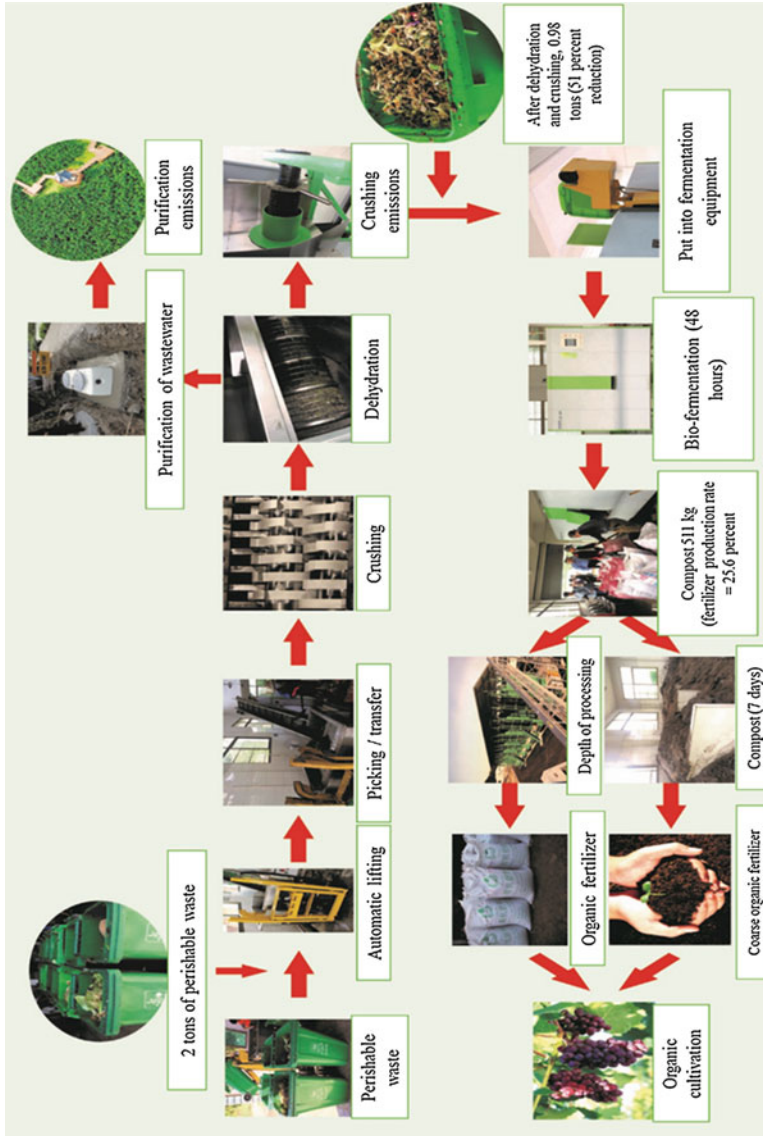 2 tons of perishable waste
Perishable
waste
Automatic lifting
Picking / transfer
Crushing
Dehydration
Purification of wastewater
Purification
emissions
Crushing
emissions
After dehydration
and crushing, 0.98
tons (51 percent
reduction)
Put into fermentation
equipment
Bio-fermentation (48
hours)
Compost 511 kg
(fertilizer production rate
= 25.6 percent
Depth of processing
Compost (7 days)
Organic fertilizer
Coarse organic fertilizer
Organic
cultivation